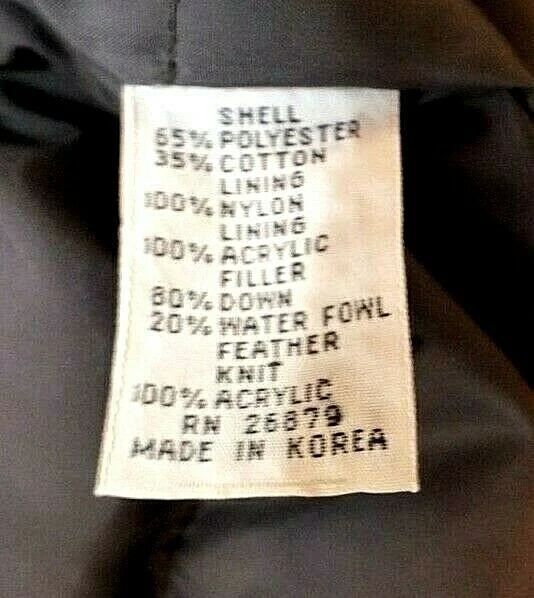 SHELL
65% POLYESTER
35% COTTON
LINING
100% NYLON
LINING
100% ACRYLIC
FILLER
80% DOWN
20% WATER FOWL
FEATHER
KNIT
100% ACRYLIC
RN 26879
MADE IN KOREA